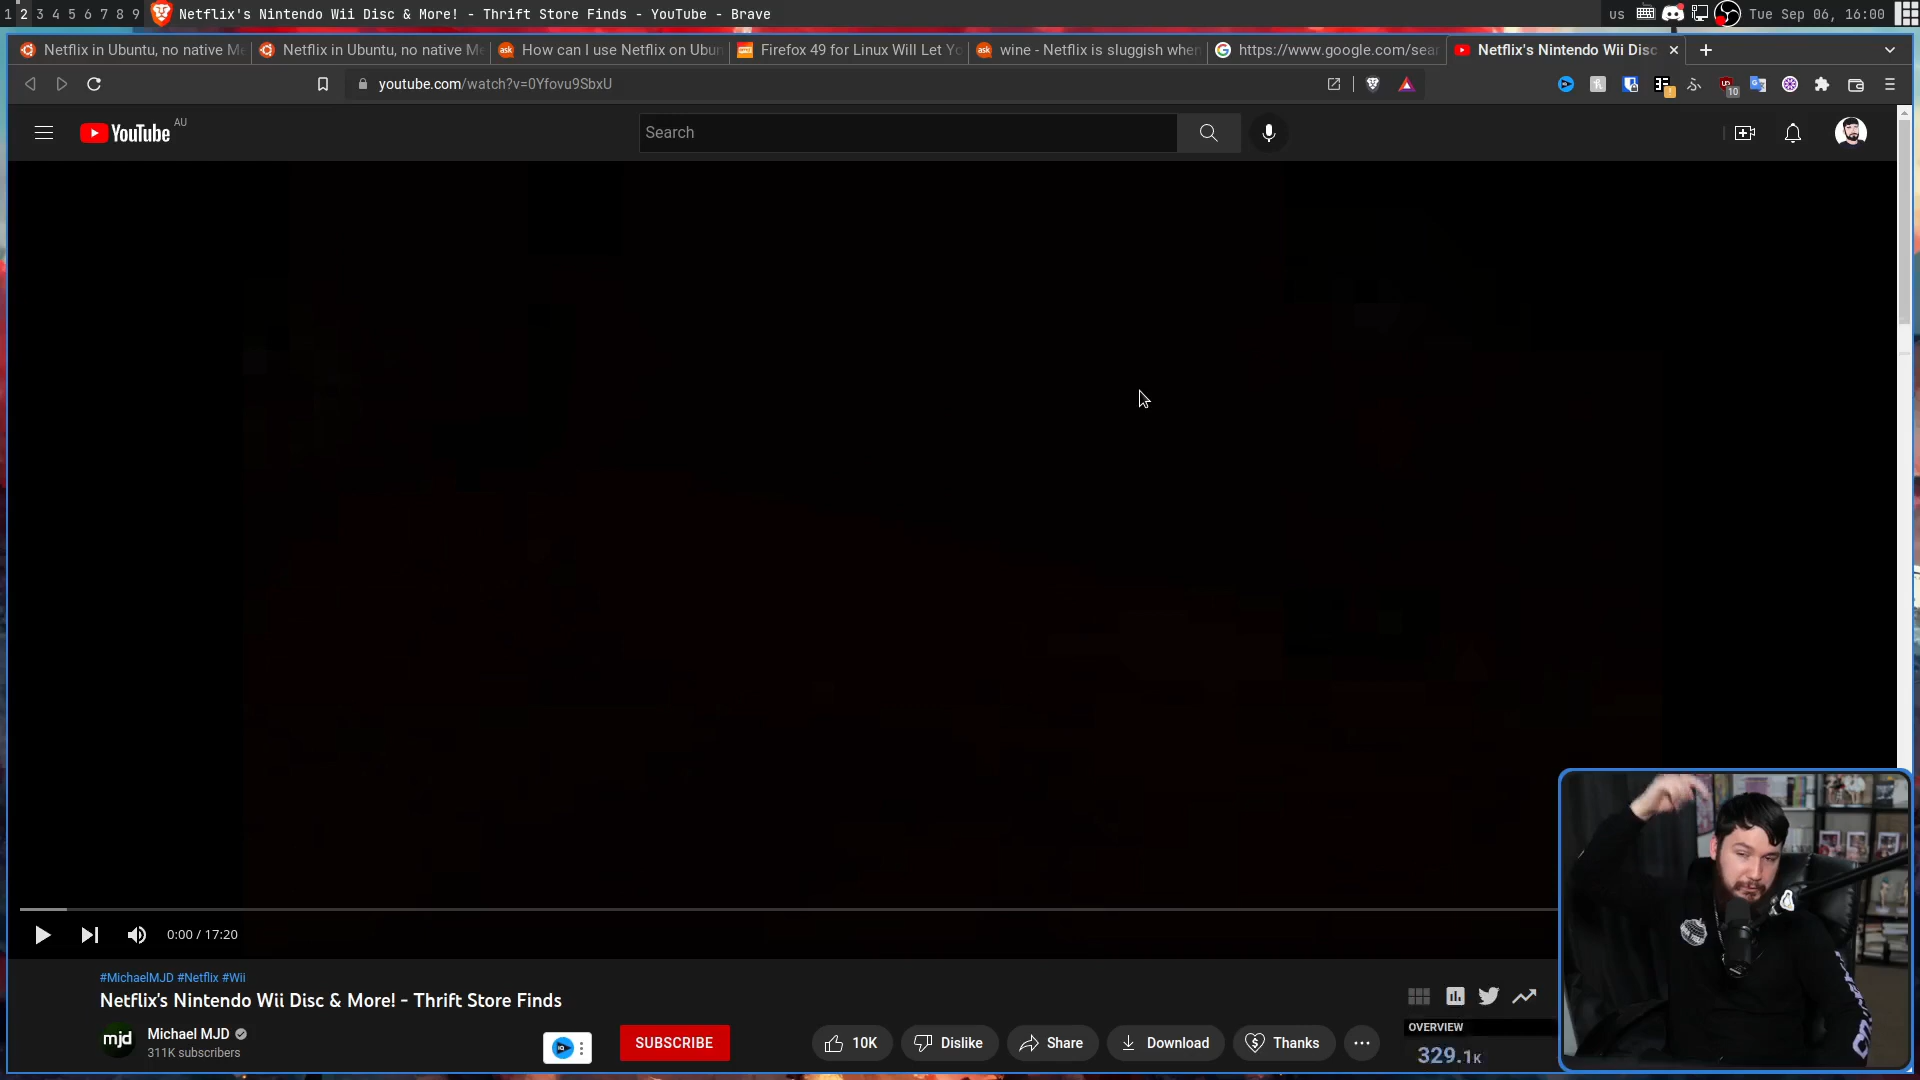 1 2 3 4 5 6 7 8 9 Netflix's Nintendo Wii Disc & More! - Thrift Store Finds - YouTube - Brave us Tue Sep 06, 16:00
Netflix in Ubuntu, no native Me Netflix in Ubuntu, no native Me ask How can I use Netflix on Ubun Firefox 49 for Linux Will Let Yo ask wine - Netflix is sluggish when https://www.google.com/sear Netflix's Nintendo Wii Disc
youtube.com/watch?v=0Yfovu9SbxU 10
YouTube AU
Search
0:00 / 17:20
#MichaelMJD #Netflix #Wii
Netflix's Nintendo Wii Disc & More! - Thrift Store Finds
mjd Michael MJD
311K subscribers
SUBSCRIBE
10K Dislike Share Download Thanks
OVERVIEW
329.1K